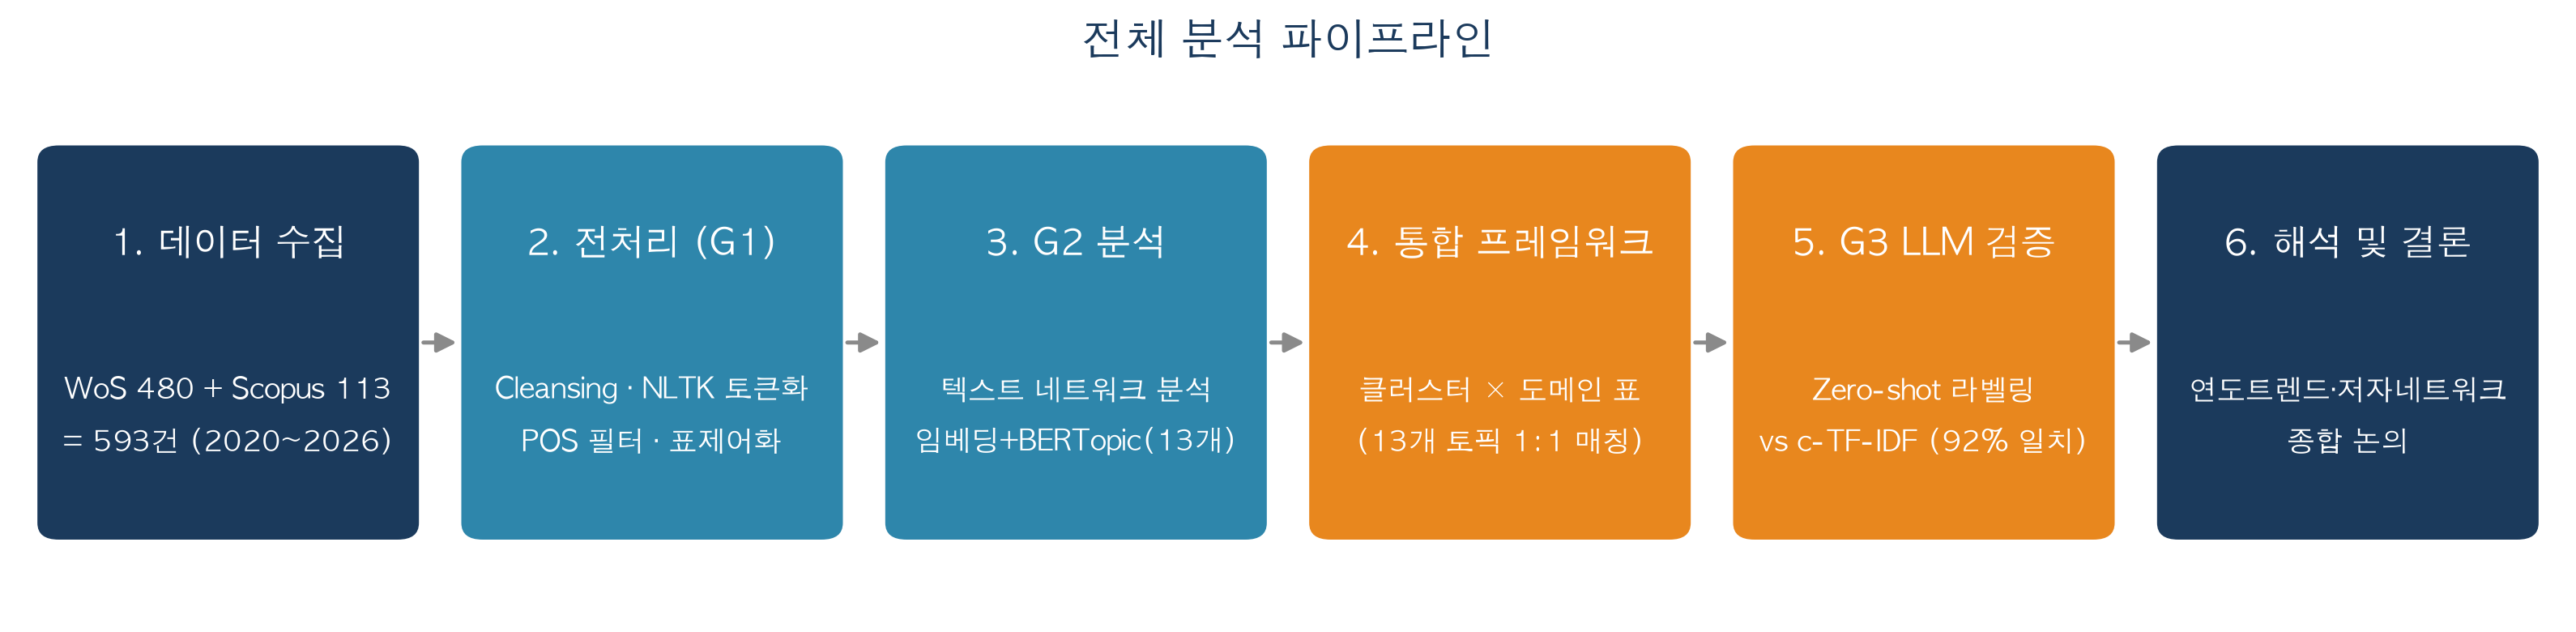 전체 분석 파이프라인
1. 데이터 수집
WoS 480 + Scopus 113
= 593건 (2020~2026)
2. 전처리 (G1)
Cleansing · NLTK 토큰화
POS 필터 · 표제어화
3. G2 분석
텍스트 네트워크 분석
임베딩+BERTopic(13개)
4. 통합 프레임워크
클러스터 × 도메인 표
(13개 토픽 1:1 매칭)
5. G3 LLM 검증
Zero-shot 라벨링
vs c-TF-IDF (92% 일치)
6. 해석 및 결론
연도트렌드·저자네트워크
종합 논의